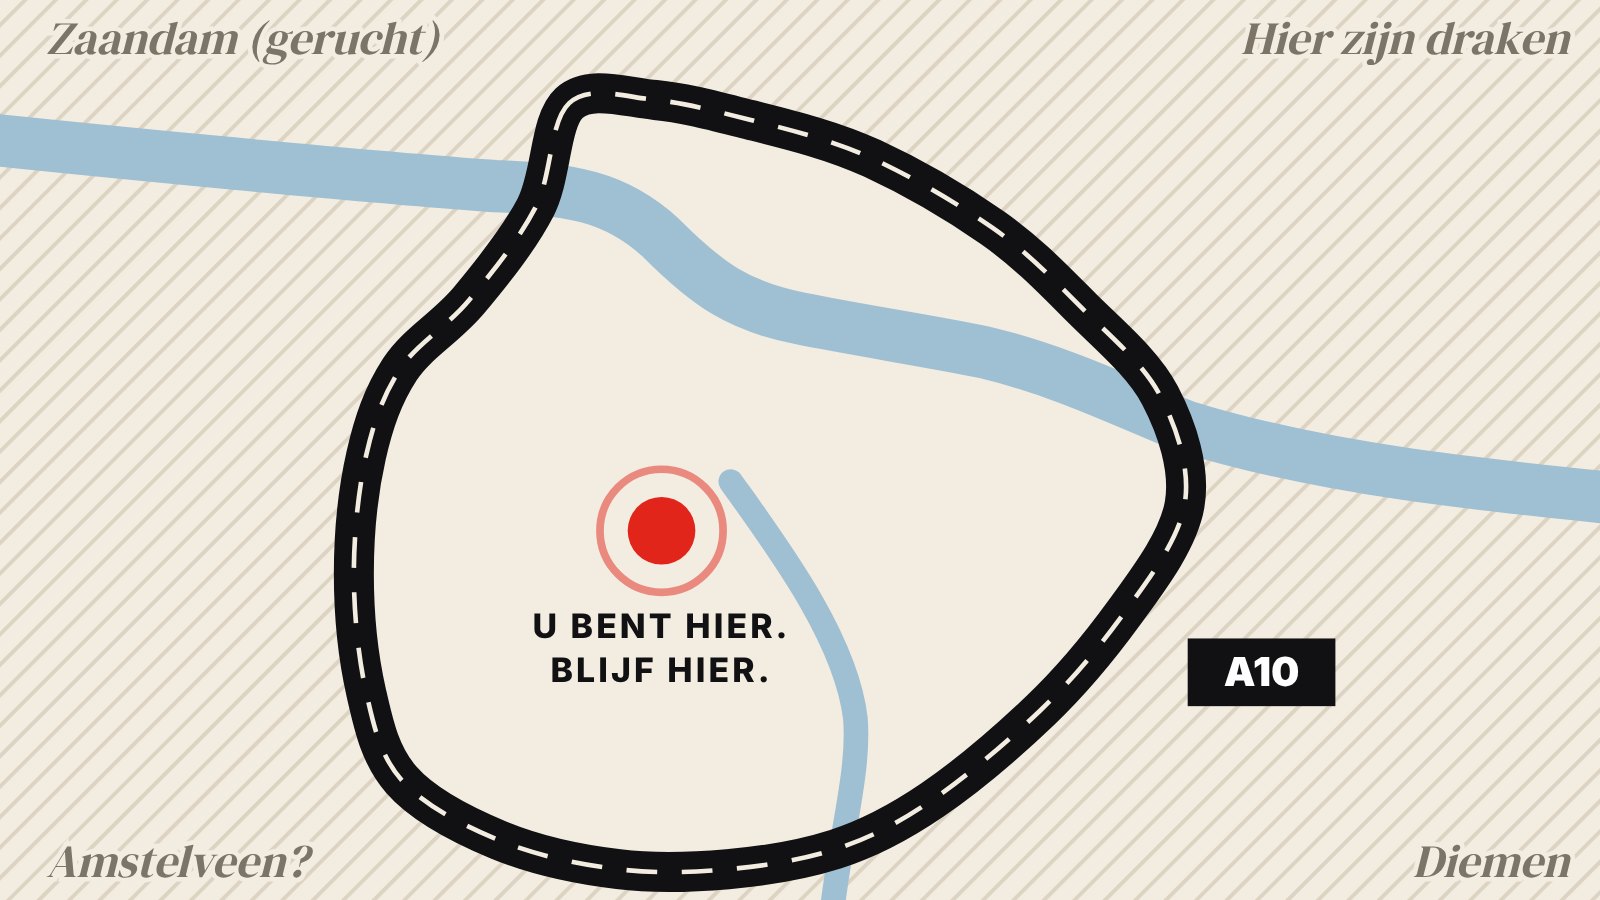 Zaandam (gerucht)
Hier zijn draken
U BENT HIER.
BLIJF HIER.
A10
Amstelveen?
Diemen